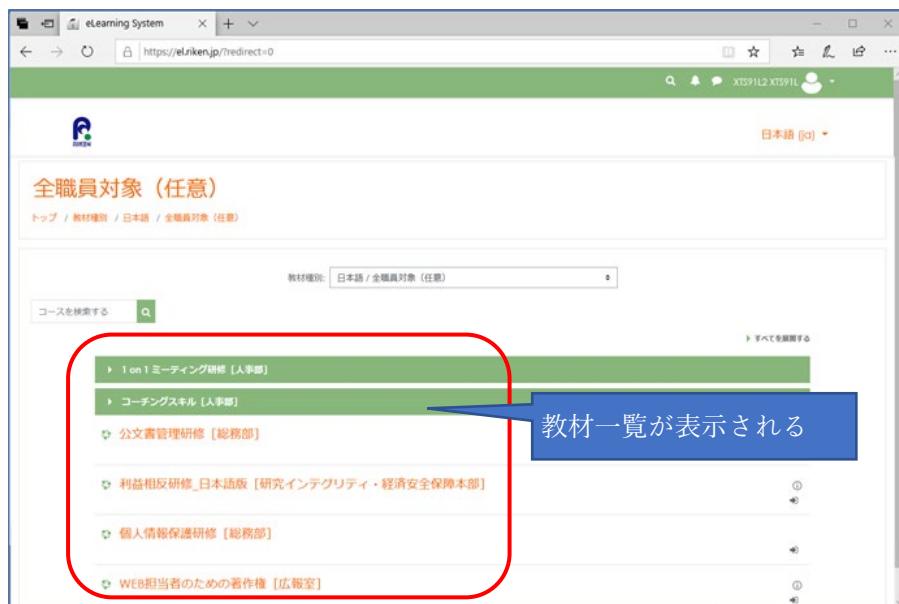 eLearning System
https://el.riken.jp/?redirect=0
XTS91L2 XTS91L
RIKEN
日本語 (ja)
全職員対象（任意）
トップ / 教材種別 / 日本語 / 全職員対象（任意）
教材種別: 日本語 / 全職員対象（任意）
コースを検索する
すべてを展開する
1 on 1 ミーティング研修 [人事部]
コーチングスキル [人事部]
教材一覧が表示される
公文書管理研修 [総務部]
利益相反研修_日本語版 [研究インテグリティ・経済安全保障本部]
個人情報保護研修 [総務部]
WEB担当者のための著作権 [広報室]